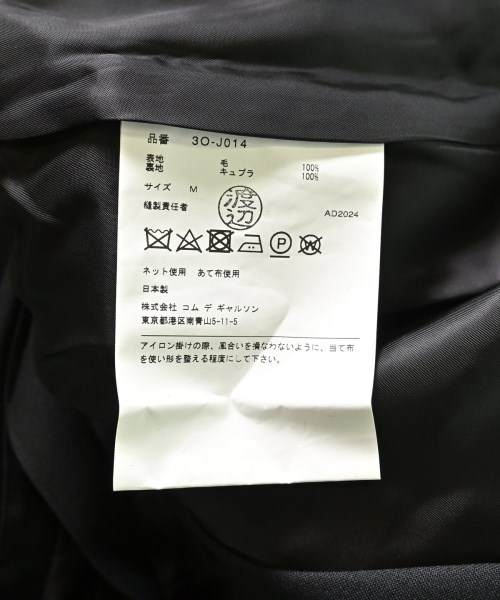 品番 3O-J014
表地 毛 100%
裏地 キュプラ 100%
サイズ M
縫製責任者 渡辺 AD2024
ネット使用 あて布使用
日本製
株式会社 コム デ ギャルソン
東京都港区南青山5-11-5
アイロン掛けの際、風合いを損なわないように、当て布
を使い形を整える程度にして下さい。